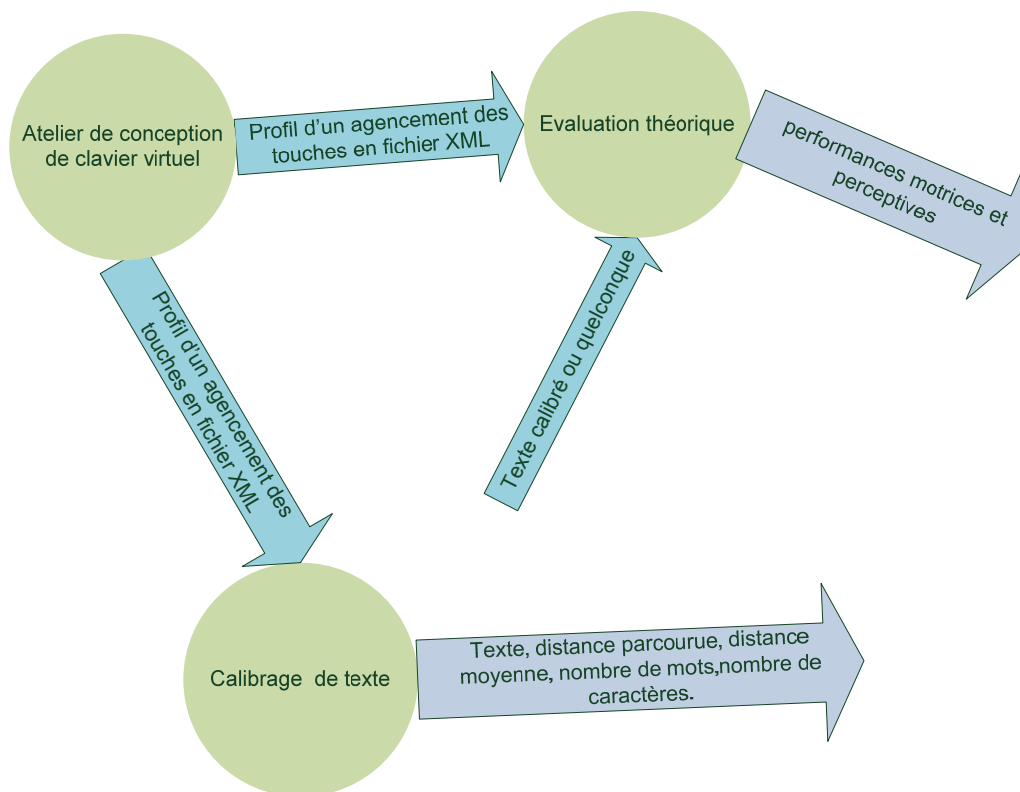 Atelier de conception
de clavier virtuel
Profil d'un agencement des
touches en fichier XML
Evaluation théorique
performances motrices et
perceptives
Profil d'un agencement des
touches en fichier XML
Texte calibré ou quelconque
Calibrage  de texte
Texte, distance parcourue, distance
moyenne, nombre de mots,nombre de
caractères.